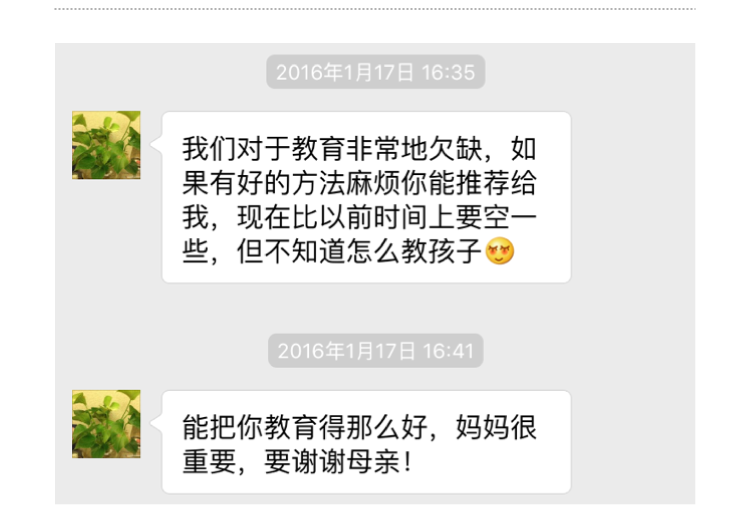 2016年1月17日 16:35
我们对于教育非常地欠缺，如
果有好的方法麻烦你能推荐给
我，现在比以前时间上要空一
些，但不知道怎么教孩子
2016年1月17日 16:41
能把你教育得那么好，妈妈很
重要，要谢谢母亲！